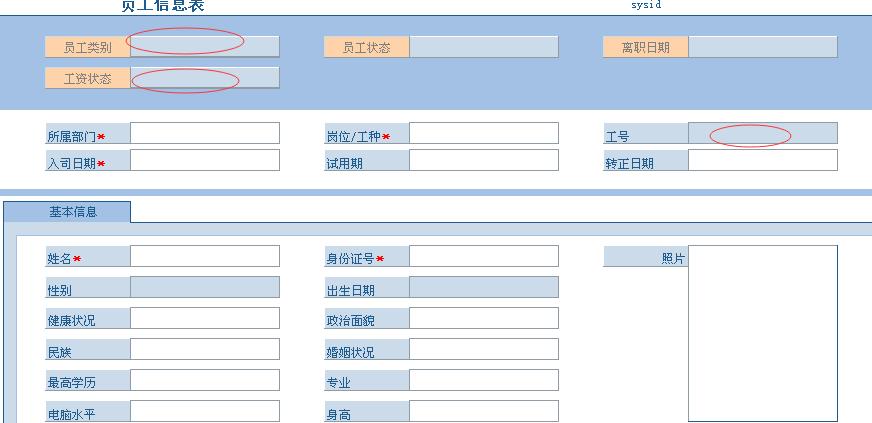 员工信息表 sysid
员工类别 员工状态 离职日期
工资状态
所属部门* 岗位/工种* 工号
入司日期* 试用期 转正日期
基本信息
姓名* 身份证号* 照片
性别 出生日期
健康状况 政治面貌
民族 婚姻状况
最高学历 专业
电脑水平 身高